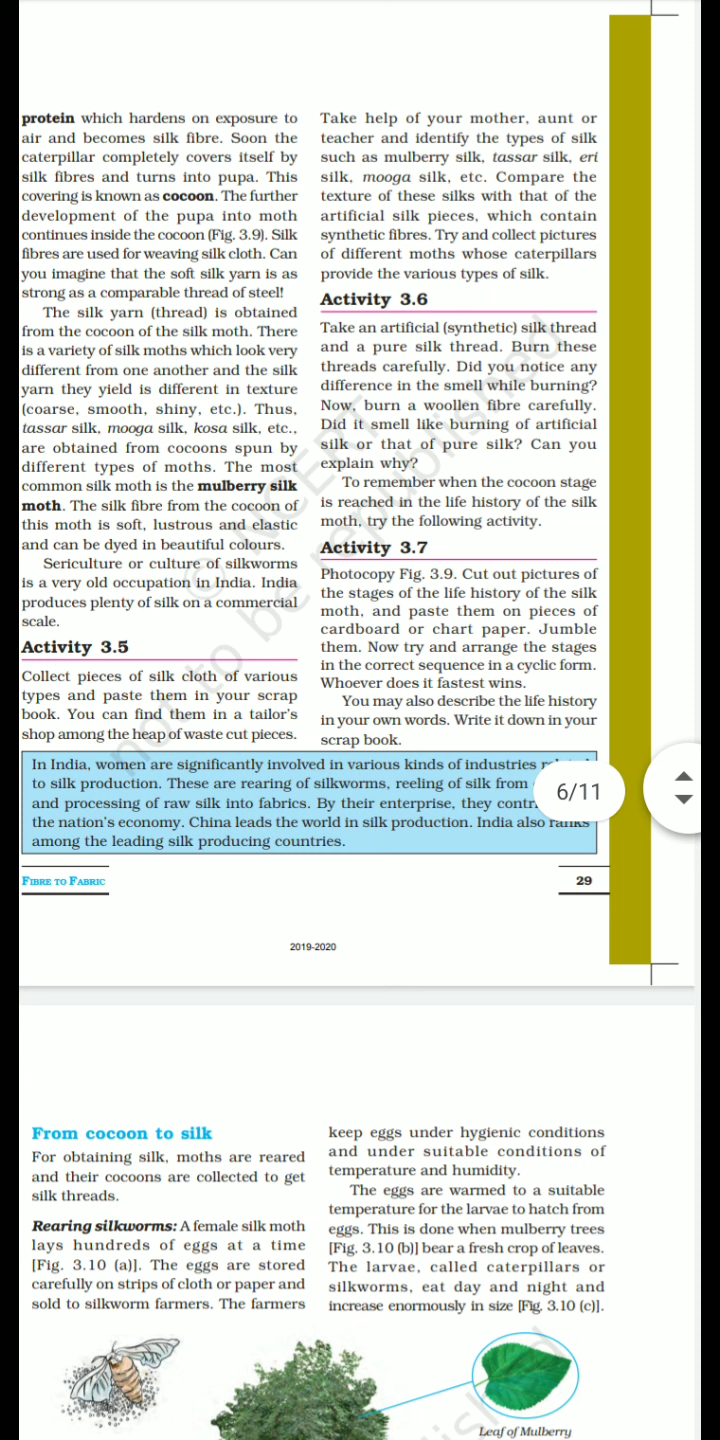 protein which hardens on exposure to
air and becomes silk fibre. Soon the
caterpillar completely covers itself by
silk fibres and turns into pupa. This
covering is known as cocoon. The further
development of the pupa into moth
continues inside the cocoon (Fig. 3.9). Silk
fibres are used for weaving silk cloth. Can
you imagine that the soft silk yarn is as
strong as a comparable thread of steel!
The silk yarn (thread) is obtained
from the cocoon of the silk moth. There
is a variety of silk moths which look very
different from one another and the silk
yarn they yield is different in texture
(coarse, smooth, shiny, etc.). Thus,
tassar silk, mooga silk, kosa silk, etc.,
are obtained from cocoons spun by
different types of moths. The most
common silk moth is the mulberry silk
moth. The silk fibre from the cocoon of
this moth is soft, lustrous and elastic
and can be dyed in beautiful colours.
Sericulture or culture of silkworms
is a very old occupation in India. India
produces plenty of silk on a commercial
scale.
Activity 3.5
Collect pieces of silk cloth of various
types and paste them in your scrap
book. You can find them in a tailor's
shop among the heap of waste cut pieces.
Take help of your mother, aunt or
teacher and identify the types of silk
such as mulberry silk, tassar silk, eri
silk, mooga silk, etc. Compare the
texture of these silks with that of the
artificial silk pieces, which contain
synthetic fibres. Try and collect pictures
of different moths whose caterpillars
provide the various types of silk.
Activity 3.6
Take an artificial (synthetic) silk thread
and a pure silk thread. Burn these
threads carefully. Did you notice any
difference in the smell while burning?
Now, burn a woollen fibre carefully.
Did it smell like burning of artificial
silk or that of pure silk? Can you
explain why?
To remember when the cocoon stage
is reached in the life history of the silk
moth, try the following activity.
Activity 3.7
Photocopy Fig. 3.9. Cut out pictures of
the stages of the life history of the silk
moth, and paste them on pieces of
cardboard or chart paper. Jumble
them. Now try and arrange the stages
in the correct sequence in a cyclic form.
Whoever does it fastest wins.
You may also describe the life history
in your own words. Write it down in your
scrap book.
In India, women are significantly involved in various kinds of industries
to silk production. These are rearing of silkworms, reeling of silk from
and processing of raw silk into fabrics. By their enterprise, they
the nation's economy. China leads the world in silk production. India also ranks
among the leading silk producing countries.
6/11
FIBRE TO FABRIC
29
2019-2020
© NCERT
not to be republished
From cocoon to silk
For obtaining silk, moths are reared
and their cocoons are collected to get
silk threads.
Rearing silkworms: A female silk moth
lays hundreds of eggs at a time
[Fig. 3.10 (a)]. The eggs are stored
carefully on strips of cloth or paper and
sold to silkworm farmers. The farmers
keep eggs under hygienic conditions
and under suitable conditions of
temperature and humidity.
The eggs are warmed to a suitable
temperature for the larvae to hatch from
eggs. This is done when mulberry trees
[Fig. 3.10 (b)] bear a fresh crop of leaves.
The larvae, called caterpillars or
silkworms, eat day and night and
increase enormously in size [Fig. 3.10 (c)].
Leaf of Mulberry